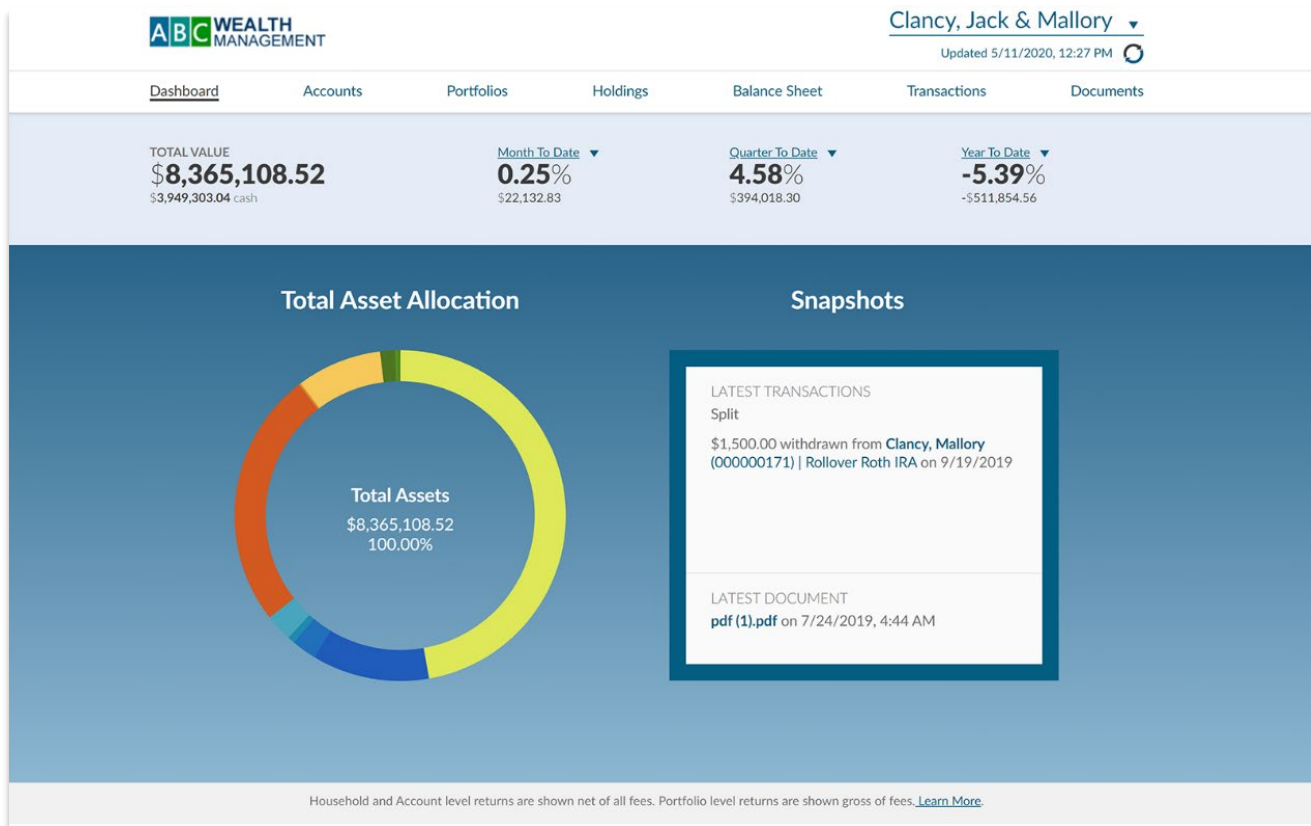 ABC WEALTH
MANAGEMENT
Clancy, Jack & Mallory
Updated 5/11/2020, 12:27 PM
Dashboard Accounts Portfolios Holdings Balance Sheet Transactions Documents
TOTAL VALUE
$8,365,108.52
$3,949,303.04 cash
Month To Date
0.25%
$22,132.83
Quarter To Date
4.58%
$394,018.30
Year To Date
-5.39%
-$511,854.56
Total Asset Allocation
Total Assets
$8,365,108.52
100.00%
Snapshots
LATEST TRANSACTIONS
Split
$1,500.00 withdrawn from Clancy, Mallory
(000000171) | Rollover Roth IRA on 9/19/2019
LATEST DOCUMENT
pdf (1).pdf on 7/24/2019, 4:44 AM
Household and Account level returns are shown net of all fees. Portfolio level returns are shown gross of fees. Learn More.